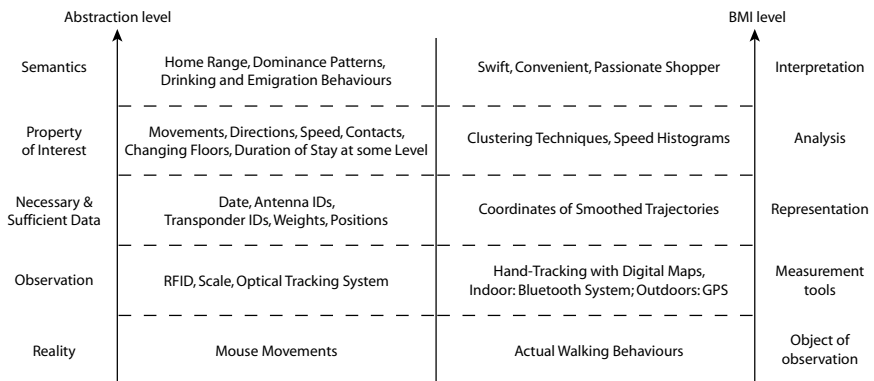 Abstraction level
BMI level
Semantics
Home Range, Dominance Patterns,
Drinking and Emigration Behaviours
Swift, Convenient, Passionate Shopper
Interpretation
Property
of Interest
Movements, Directions, Speed, Contacts,
Changing Floors, Duration of Stay at some Level
Clustering Techniques, Speed Histograms
Analysis
Necessary &
Sufficient Data
Date, Antenna IDs,
Transponder IDs, Weights, Positions
Coordinates of Smoothed Trajectories
Representation
Observation
RFID, Scale, Optical Tracking System
Hand-Tracking with Digital Maps,
Indoor: Bluetooth System; Outdoors: GPS
Measurement
tools
Reality
Mouse Movements
Actual Walking Behaviours
Object of
observation